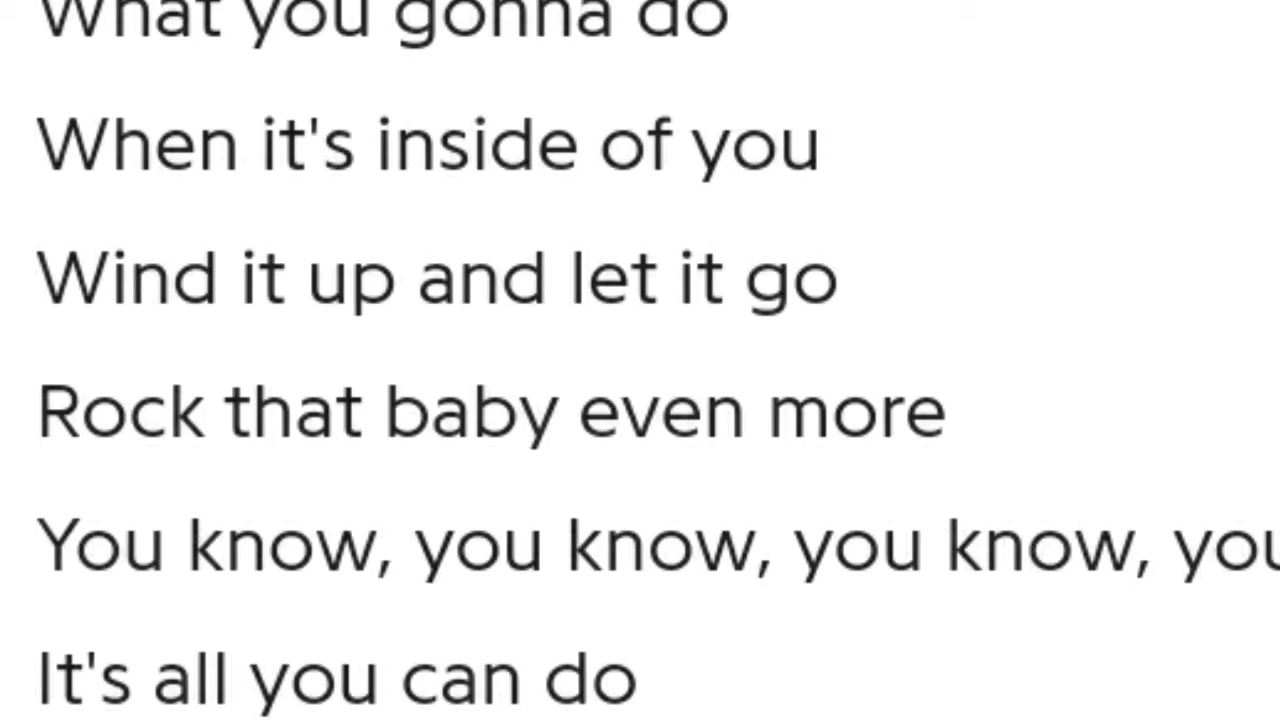 What you gonna do
When it's inside of you
Wind it up and let it go
Rock that baby even more
You know, you know, you know, you
It's all you can do